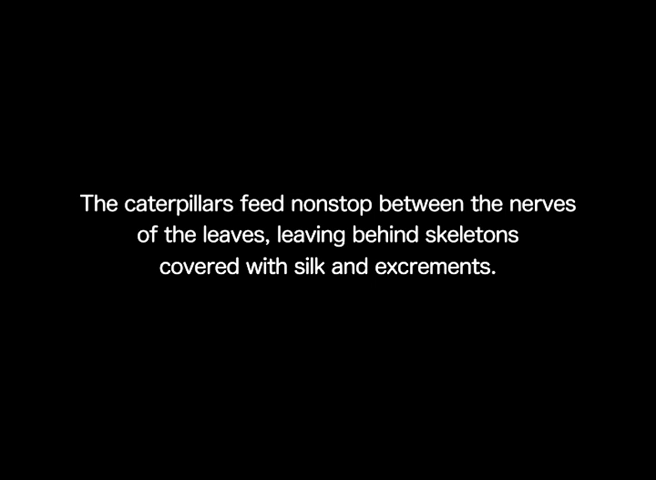 The caterpillars feed nonstop between the nerves
of the leaves, leaving behind skeletons
covered with silk and excrements.